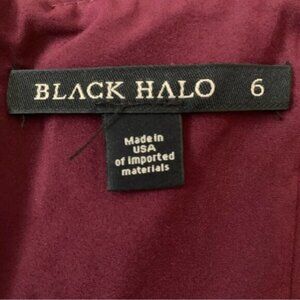 BLACK HALO 6
Made in
USA
of imported
materials